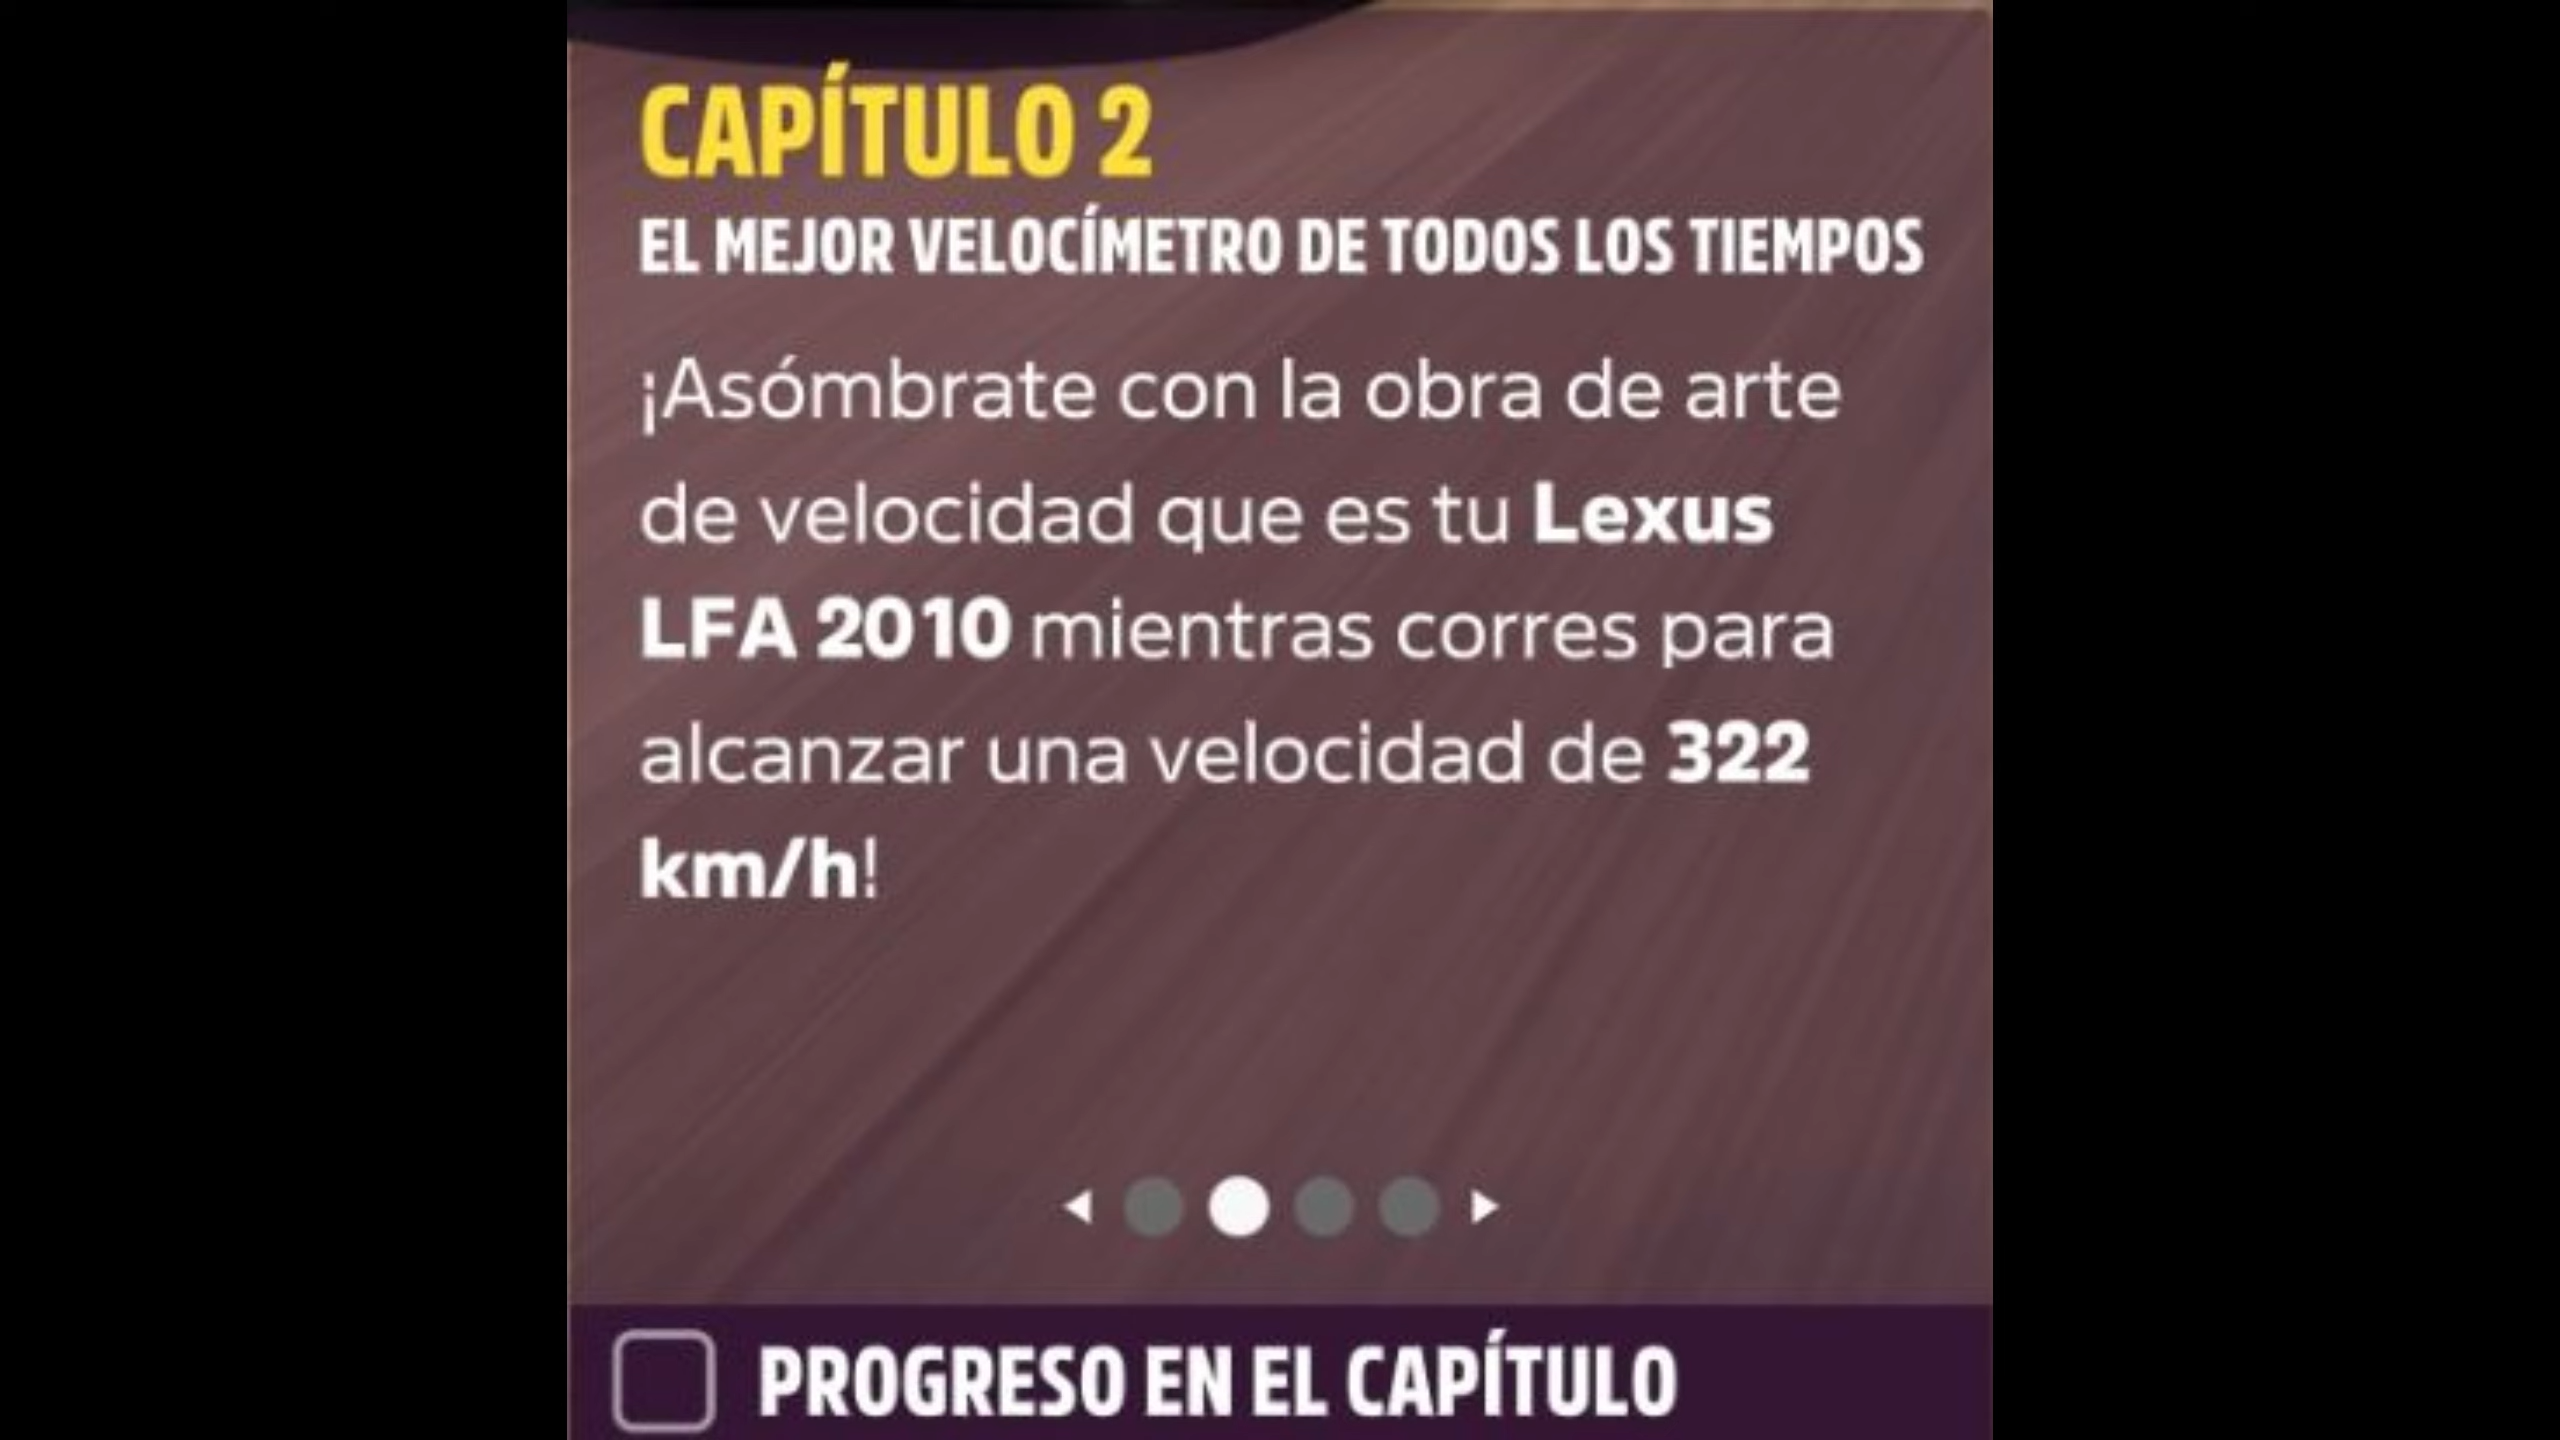 CAPÍTULO 2
EL MEJOR VELOCÍMETRO DE TODOS LOS TIEMPOS
¡Asómbrate con la obra de arte
de velocidad que es tu Lexus
LFA 2010 mientras corres para
alcanzar una velocidad de 322
km/h!
PROGRESO EN EL CAPÍTULO